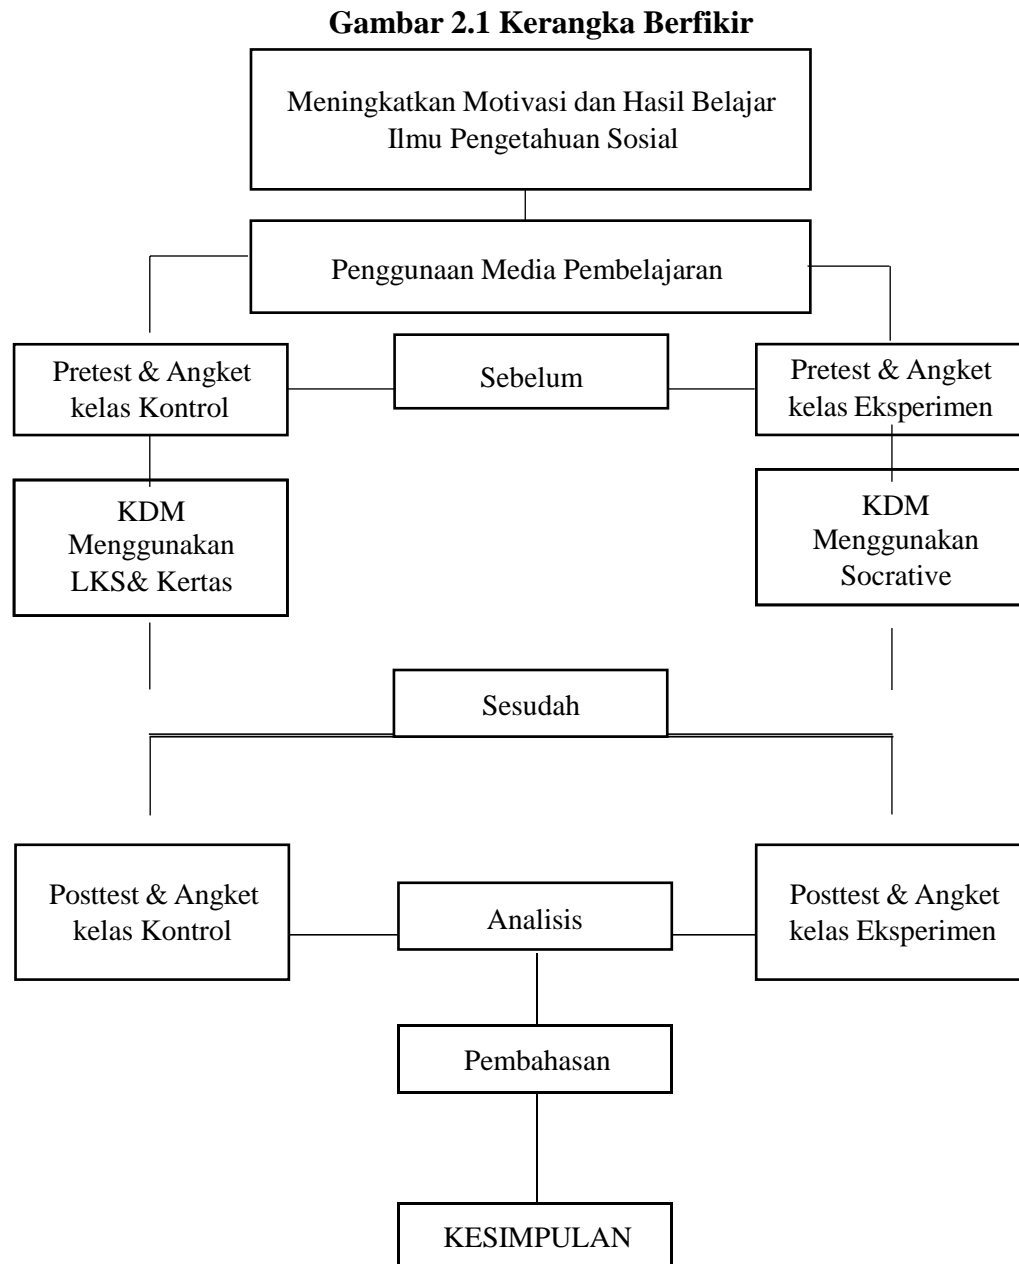 Gambar 2.1 Kerangka Berfikir
Meningkatkan Motivasi dan Hasil Belajar
Ilmu Pengetahuan Sosial
Penggunaan Media Pembelajaran
Pretest & Angket
kelas Kontrol
Sebelum
Pretest & Angket
kelas Eksperimen
KDM
Menggunakan
LKS& Kertas
KDM
Menggunakan
Socrative
Sesudah
Posttest & Angket
kelas Kontrol
Analisis
Posttest & Angket
kelas Eksperimen
Pembahasan
KESIMPULAN